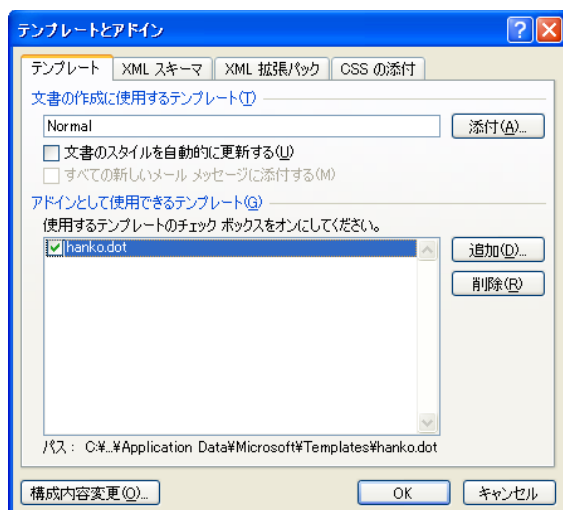 テンプレートとアドイン
テンプレート XML スキーマ XML 拡張パック CSS の添付
文書の作成に使用するテンプレート(T)
Normal 添付(A)...
文書のスタイルを自動的に更新する(U)
すべての新しいメール メッセージに添付する(M)
アドインとして使用できるテンプレート(G)
使用するテンプレートのチェック ボックスをオンにしてください。
hanko.dot 追加(D)...
削除(R)
パス： C:¥...¥Application Data¥Microsoft¥Templates¥hanko.dot
構成内容変更(O)... OK キャンセル